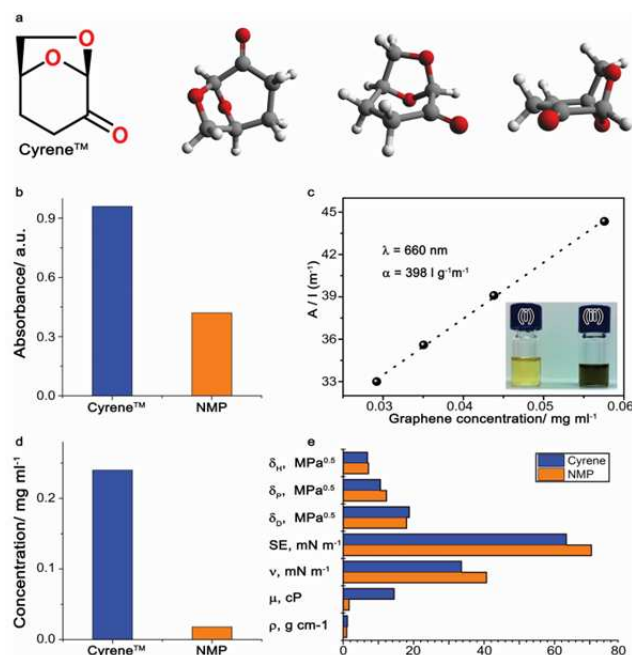 a
O
O
O
Cyrene™
b
Absorbance/ a.u.
0.9
0.6
0.3
0.0
Cyrene™ NMP
c
A / l (m⁻¹)
45
42
39
36
33
λ = 660 nm
α = 398 l g⁻¹m⁻¹
0.03 0.04 0.05 0.06
Graphene concentration/ mg ml⁻¹
d
Concentration/ mg ml⁻¹
0.2
0.1
0.0
Cyrene™ NMP
e
Cyrene
NMP
δH, MPa⁰·⁵
δP, MPa⁰·⁵
δD, MPa⁰·⁵
SE, mN m⁻¹
ν, mN m⁻¹
μ, cP
ρ, g cm-1
0 20 40 60 80